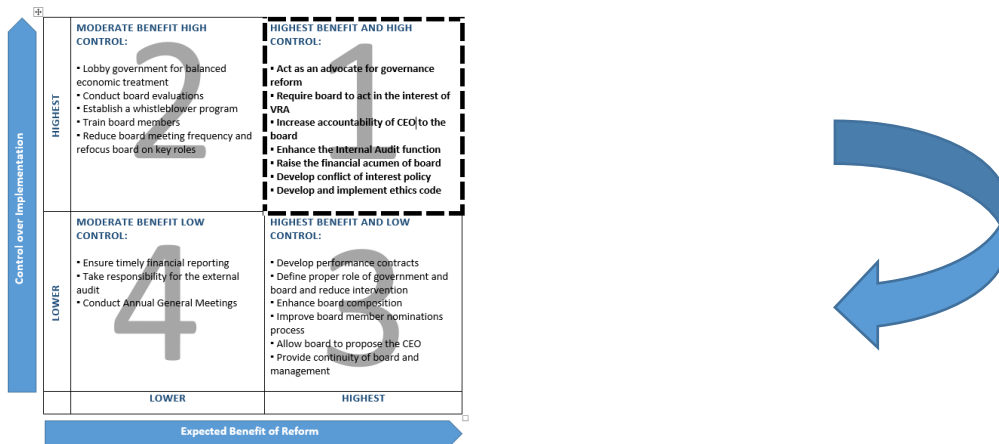 MODERATE BENEFIT HIGH
CONTROL:
▪ Lobby government for balanced
economic treatment
▪ Conduct board evaluations
▪ Establish a whistleblower program
▪ Train board members
▪ Reduce board meeting frequency and
refocus board on key roles
2
HIGHEST BENEFIT AND HIGH
CONTROL:
▪ Act as an advocate for governance
reform
▪ Require board to act in the interest of
VRA
▪ Increase accountability of CEO to the
board
▪ Enhance the Internal Audit function
▪ Raise the financial acumen of board
▪ Develop conflict of interest policy
▪ Develop and implement ethics code
1
HIGHEST
Control over Implementation
MODERATE BENEFIT LOW
CONTROL:
▪ Ensure timely financial reporting
▪ Take responsibility for the external
audit
▪ Conduct Annual General Meetings
4
HIGHEST BENEFIT AND LOW
CONTROL:
▪ Develop performance contracts
▪ Define proper role of government and
board and reduce intervention
▪ Enhance board composition
▪ Improve board member nominations
process
▪ Allow board to propose the CEO
▪ Provide continuity of board and
management
3
LOWER
LOWER
HIGHEST
Expected Benefit of Reform